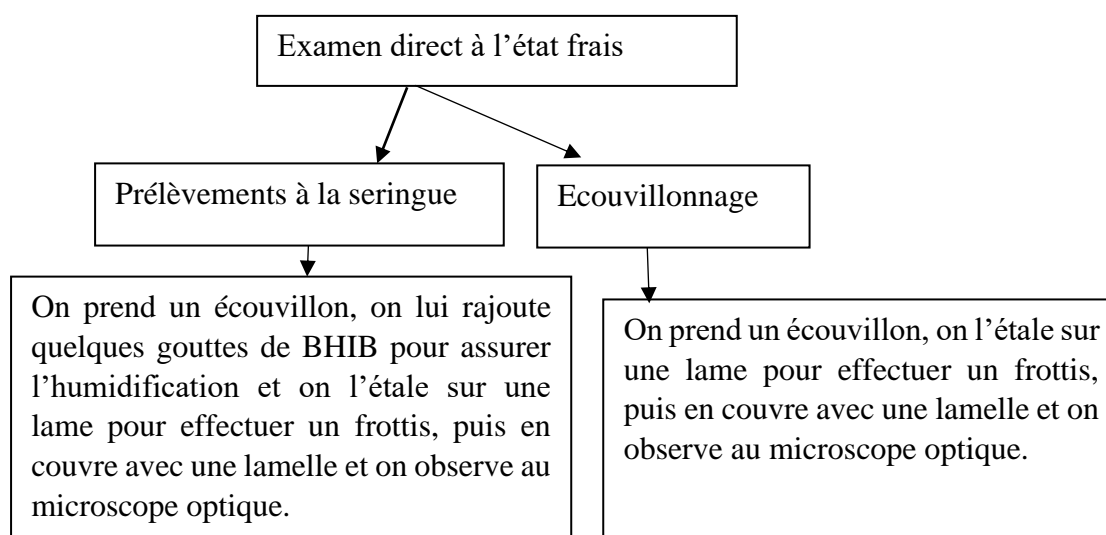 Examen direct à l’état frais
Prélèvements à la seringue
Ecouvillonnage
On prend un écouvillon, on lui rajoute
quelques gouttes de BHIB pour assurer
l’humidification et on l’étale sur une
lame pour effectuer un frottis, puis en
couvre avec une lamelle et on observe au
microscope optique.
On prend un écouvillon, on l’étale sur
une lame pour effectuer un frottis,
puis en couvre avec une lamelle et on
observe au microscope optique.